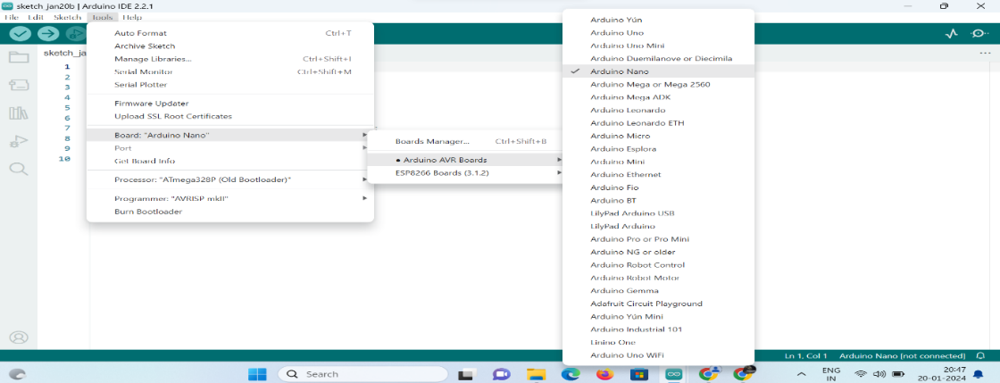 sketch_jan20b | Arduino IDE 2.2.1
File Edit Sketch Tools Help
sketch_ja
1
2
3
4
5
6
7
8
9
10
Auto Format Ctrl+T
Archive Sketch
Manage Libraries... Ctrl+Shift+I
Serial Monitor Ctrl+Shift+M
Serial Plotter
Firmware Updater
Upload SSL Root Certificates
Board: "Arduino Nano"
Port
Get Board Info
Processor: "ATmega328P (Old Bootloader)"
Programmer: "AVRISP mkII"
Burn Bootloader
Boards Manager... Ctrl+Shift+B
Arduino AVR Boards
ESP8266 Boards (3.1.2)
Arduino Yún
Arduino Uno
Arduino Uno Mini
Arduino Duemilanove or Diecimila
Arduino Nano
Arduino Mega or Mega 2560
Arduino Mega ADK
Arduino Leonardo
Arduino Leonardo ETH
Arduino Micro
Arduino Esplora
Arduino Mini
Arduino Ethernet
Arduino Fio
Arduino BT
LilyPad Arduino USB
LilyPad Arduino
Arduino Pro or Pro Mini
Arduino NG or older
Arduino Robot Control
Arduino Robot Motor
Arduino Gemma
Adafruit Circuit Playground
Arduino Yún Mini
Arduino Industrial 101
Linino One
Arduino Uno WiFi
Ln 1, Col 1 Arduino Nano [not connected]
Search
ENG
IN
20:47
20-01-2024